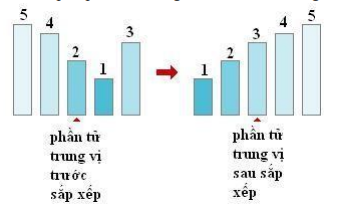 5
4
2
1
3
1
2
3
4
5
phần tử
trung vị
trước
sắp xếp
phần tử
trung vị
sau sắp
xếp